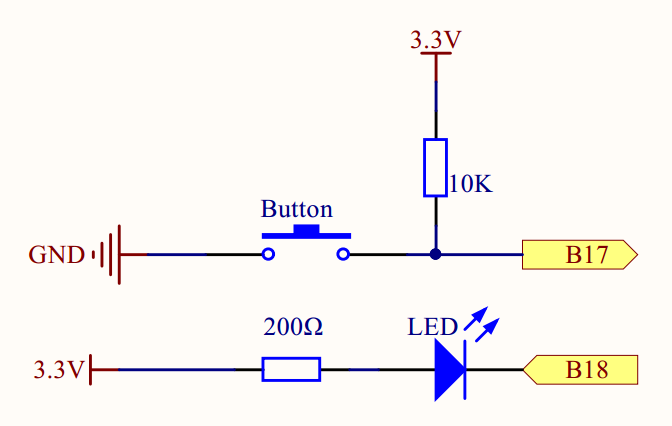 3.3V
10K
Button
GND
B17
200Ω
LED
3.3V
B18